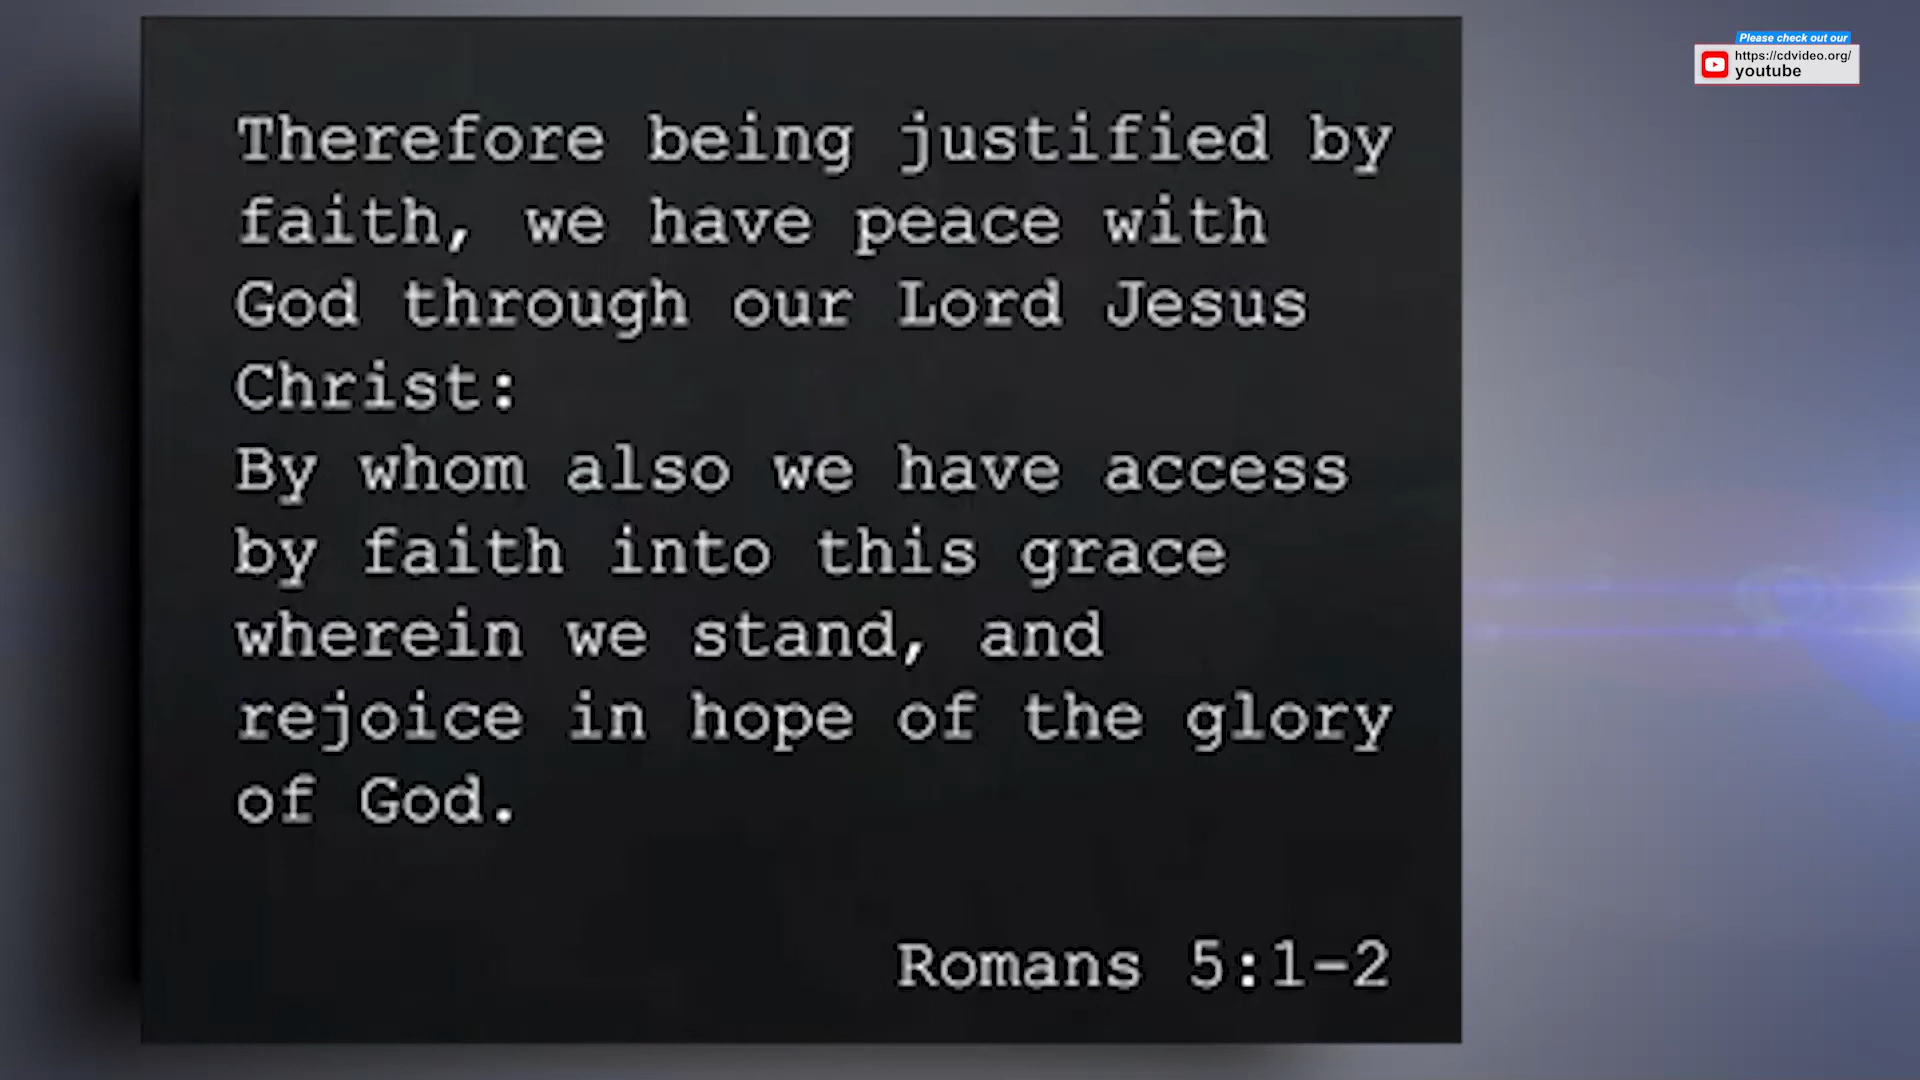 Please check out our
https://cdvideo.org/
youtube
Therefore being justified by
faith, we have peace with
God through our Lord Jesus
Christ:
By whom also we have access
by faith into this grace
wherein we stand, and
rejoice in hope of the glory
of God.
Romans 5:1-2